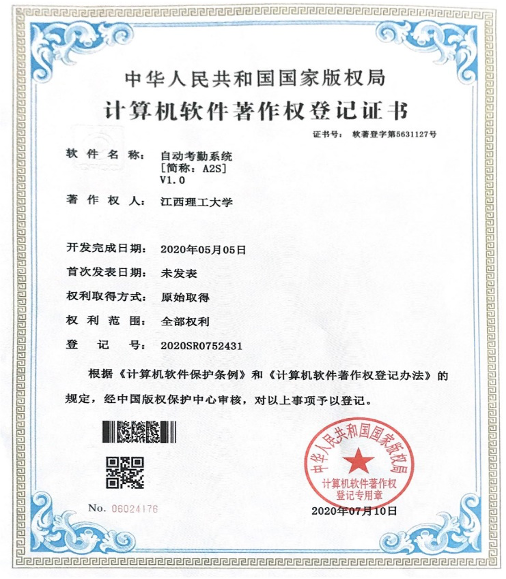 中华人民共和国国家版权局
计算机软件著作权登记证书
证书号： 软著登字第5631127号
软件名称： 自动考勤系统
[简称：A2S]
V1.0
著作权人： 江西理工大学
开发完成日期： 2020年05月05日
首次发表日期： 未发表
权利取得方式： 原始取得
权利范围： 全部权利
登记号： 2020SR0752431
根据《计算机软件保护条例》和《计算机软件著作权登记办法》的
规定，经中国版权保护中心审核，对以上事项予以登记。
中华人民共和国国家版权局
计算机软件著作权
登记专用章
No. 06024176
2020年07月10日